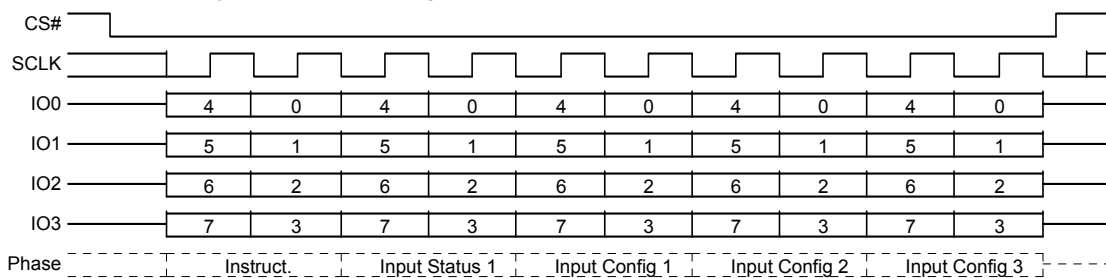 CS#
SCLK
IO0 4 0 4 0 4 0 4 0 4 0
IO1 5 1 5 1 5 1 5 1 5 1
IO2 6 2 6 2 6 2 6 2 6 2
IO3 7 3 7 3 7 3 7 3 7 3
Phase Instruct. Input Status 1 Input Config 1 Input Config 2 Input Config 3